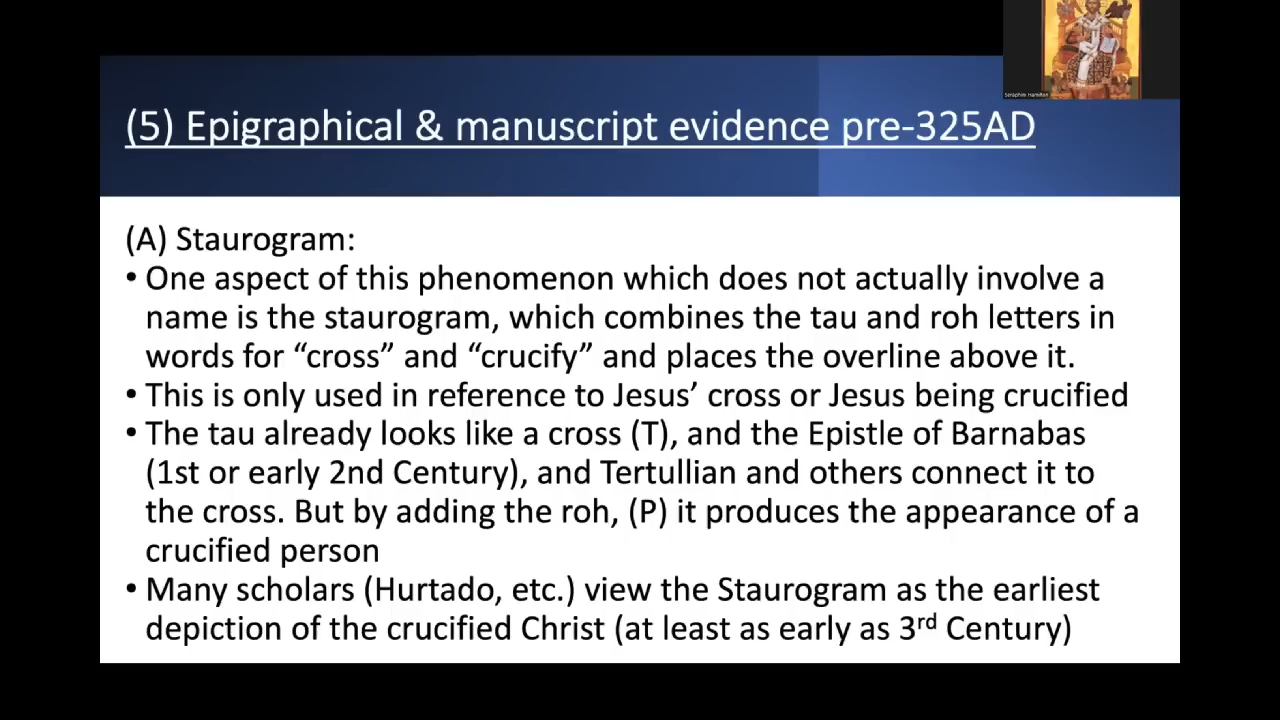 Seraphim Hamilton
(5) Epigraphical & manuscript evidence pre-325AD
(A) Staurogram:
• One aspect of this phenomenon which does not actually involve a
name is the staurogram, which combines the tau and roh letters in
words for “cross” and “crucify” and places the overline above it.
• This is only used in reference to Jesus’ cross or Jesus being crucified
• The tau already looks like a cross (T), and the Epistle of Barnabas
(1st or early 2nd Century), and Tertullian and others connect it to
the cross. But by adding the roh, (P) it produces the appearance of a
crucified person
• Many scholars (Hurtado, etc.) view the Staurogram as the earliest
depiction of the crucified Christ (at least as early as 3rd Century)